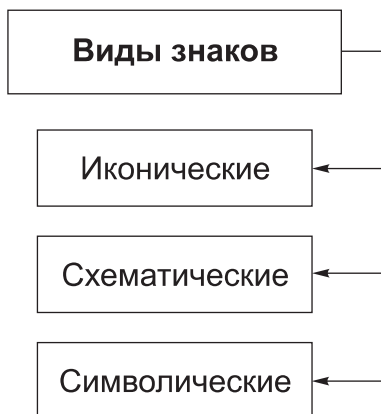 Виды знаков
Иконические
Схематические
Символические